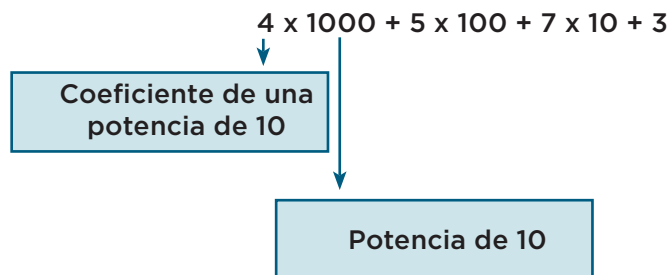 4 x 1000 + 5 x 100 + 7 x 10 + 3
Coeficiente de una
potencia de 10
Potencia de 10